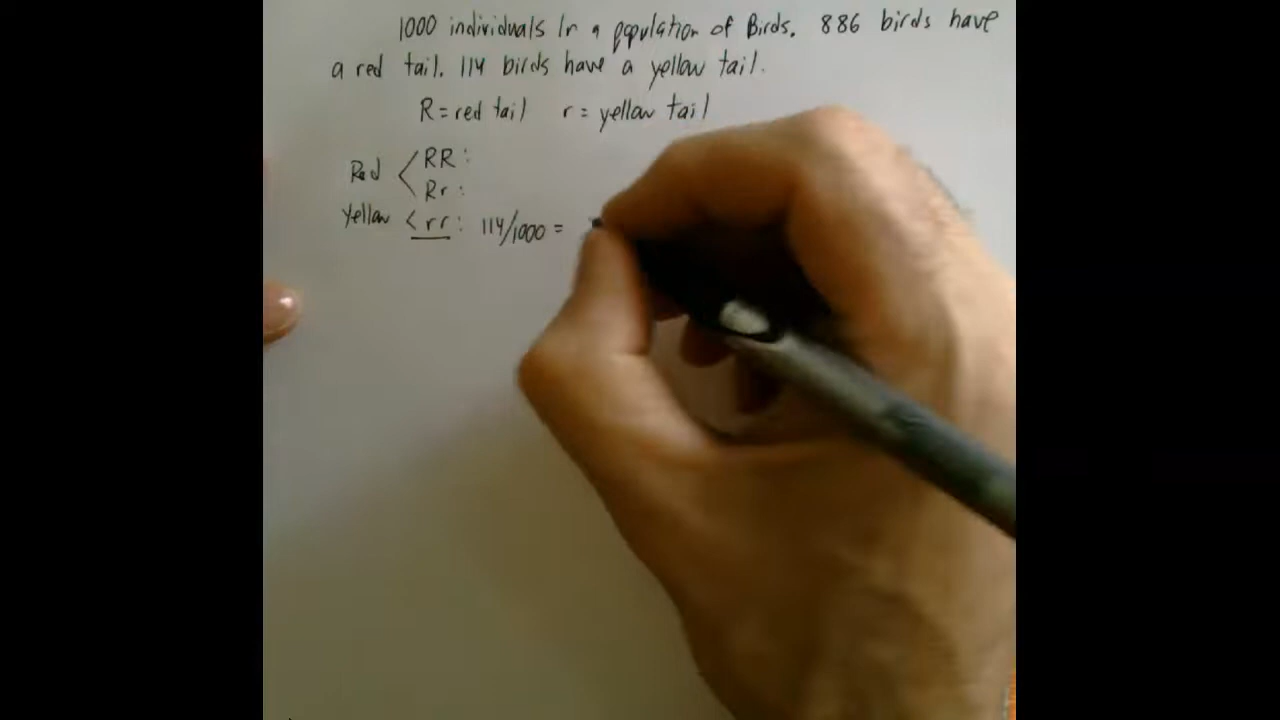 1000 individuals in a population of Birds. 886 birds have
a red tail. 114 birds have a yellow tail.
R = red tail r = yellow tail
Red < RR :
Rr :
Yellow < rr : 114/1000 =